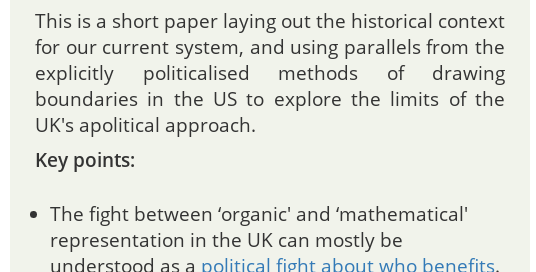 This is a short paper laying out the historical context
for our current system, and using parallels from the
explicitly politicalised methods of drawing
boundaries in the US to explore the limits of the
UK's apolitical approach.
Key points:
The fight between ‘organic' and ‘mathematical'
representation in the UK can mostly be
understood as a political fight about who benefits.